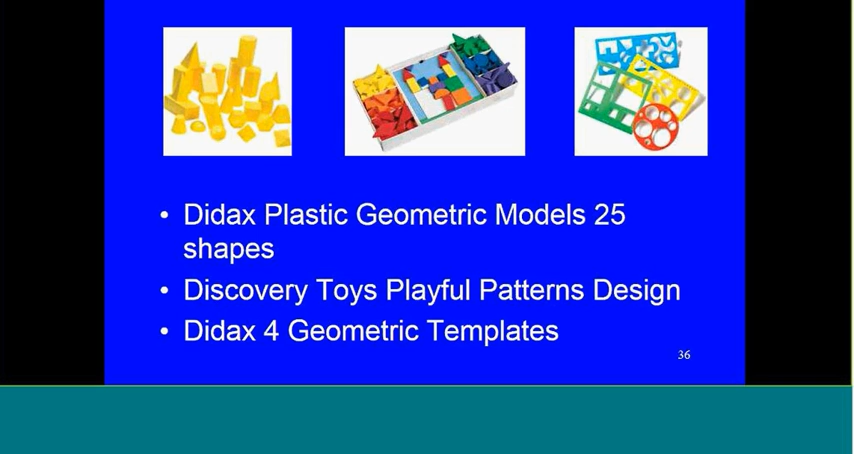 • Didax Plastic Geometric Models 25
shapes
• Discovery Toys Playful Patterns Design
• Didax 4 Geometric Templates
36